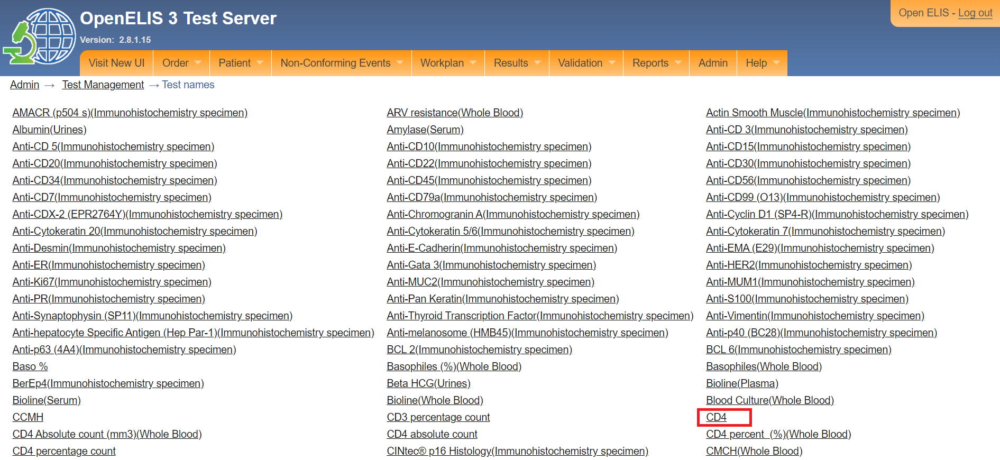 OpenELIS 3 Test Server
Open ELIS - Log out
Version: 2.8.1.15
Visit New UI Order Patient Non-Conforming Events Workplan Results Validation Reports Admin Help
Admin → Test Management → Test names
AMACR (p504 s)(Immunohistochemistry specimen) ARV resistance(Whole Blood) Actin Smooth Muscle(Immunohistochemistry specimen)
Albumin(Urines) Amylase(Serum) Anti-CD 3(Immunohistochemistry specimen)
Anti-CD 5(Immunohistochemistry specimen) Anti-CD10(Immunohistochemistry specimen) Anti-CD15(Immunohistochemistry specimen)
Anti-CD20(Immunohistochemistry specimen) Anti-CD22(Immunohistochemistry specimen) Anti-CD30(Immunohistochemistry specimen)
Anti-CD34(Immunohistochemistry specimen) Anti-CD45(Immunohistochemistry specimen) Anti-CD56(Immunohistochemistry specimen)
Anti-CD7(Immunohistochemistry specimen) Anti-CD79a(Immunohistochemistry specimen) Anti-CD99 (O13)(Immunohistochemistry specimen)
Anti-CDX-2 (EPR2764Y)(Immunohistochemistry specimen) Anti-Chromogranin A(Immunohistochemistry specimen) Anti-Cyclin D1 (SP4-R)(Immunohistochemistry specimen)
Anti-Cytokeratin 20(Immunohistochemistry specimen) Anti-Cytokeratin 5/6(Immunohistochemistry specimen) Anti-Cytokeratin 7(Immunohistochemistry specimen)
Anti-Desmin(Immunohistochemistry specimen) Anti-E-Cadherin(Immunohistochemistry specimen) Anti-EMA (E29)(Immunohistochemistry specimen)
Anti-ER(Immunohistochemistry specimen) Anti-Gata 3(Immunohistochemistry specimen) Anti-HER2(Immunohistochemistry specimen)
Anti-Ki67(Immunohistochemistry specimen) Anti-MUC2(Immunohistochemistry specimen) Anti-MUM1(Immunohistochemistry specimen)
Anti-PR(Immunohistochemistry specimen) Anti-Pan Keratin(Immunohistochemistry specimen) Anti-S100(Immunohistochemistry specimen)
Anti-Synaptophysin (SP11)(Immunohistochemistry specimen) Anti-Thyroid Transcription Factor(Immunohistochemistry specimen) Anti-Vimentin(Immunohistochemistry specimen)
Anti-hepatocyte Specific Antigen (Hep Par-1)(Immunohistochemistry specimen) Anti-melanosome (HMB45)(Immunohistochemistry specimen) Anti-p40 (BC28)(Immunohistochemistry specimen)
Anti-p63 (4A4)(Immunohistochemistry specimen) BCL 2(Immunohistochemistry specimen) BCL 6(Immunohistochemistry specimen)
Baso % Basophiles (%)(Whole Blood) Basophiles(Whole Blood)
BerEp4(Immunohistochemistry specimen) Beta HCG(Urines) Bioline(Plasma)
Bioline(Serum) Bioline(Whole Blood) Blood Culture(Whole Blood)
CCMH CD3 percentage count CD4
CD4 Absolute count (mm3)(Whole Blood) CD4 absolute count CD4 percent (%)(Whole Blood)
CD4 percentage count CINtec® p16 Histology(Immunohistochemistry specimen) CMCH(Whole Blood)